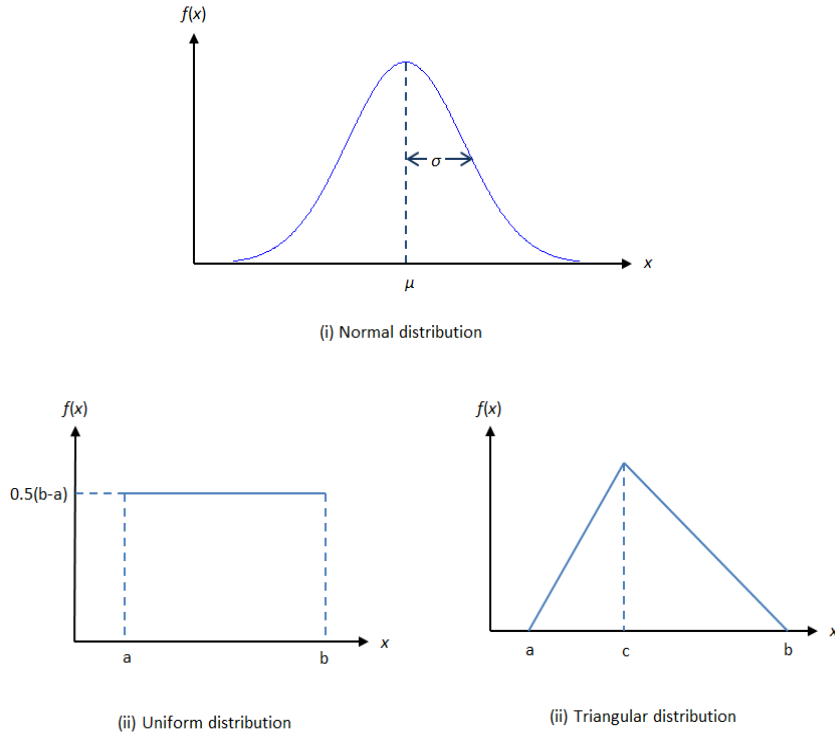 f(x)
σ
x
μ
(i) Normal distribution
f(x)
0.5(b-a)
x
a
b
(ii) Uniform distribution
f(x)
x
a
c
b
(ii) Triangular distribution